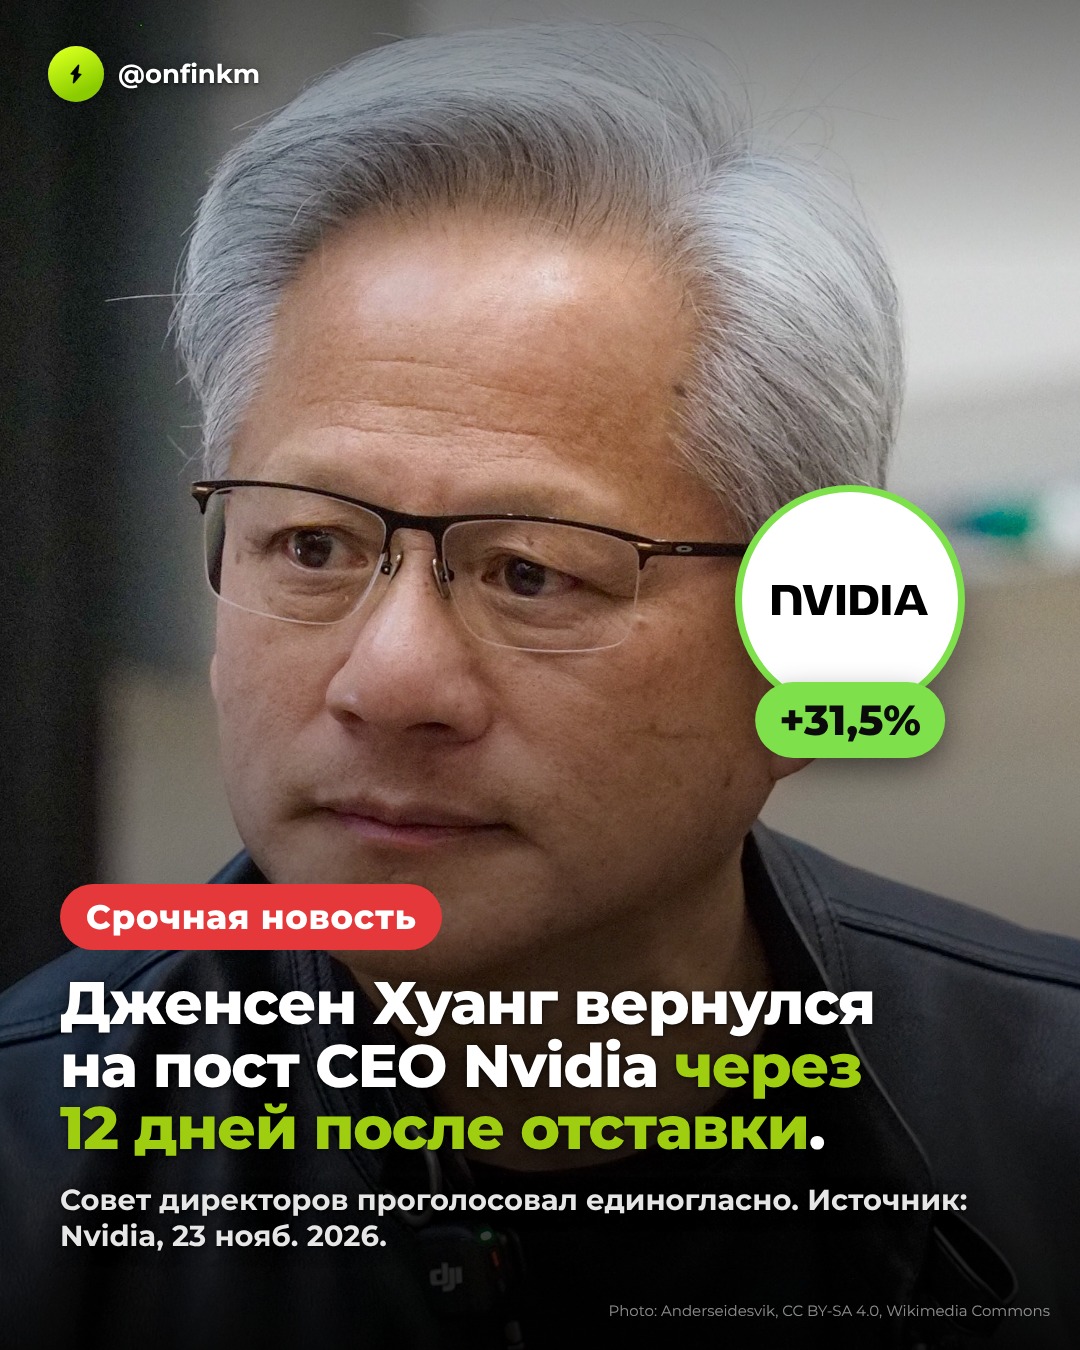 @onfinkm
NVIDIA
+31,5%
Срочная новость
Дженсен Хуанг вернулся
на пост CEO Nvidia через
12 дней после отставки.
Совет директоров проголосовал единогласно. Источник:
Nvidia, 23 нояб. 2026.
dji
Photo: Anderseidesvik, CC BY-SA 4.0, Wikimedia Commons